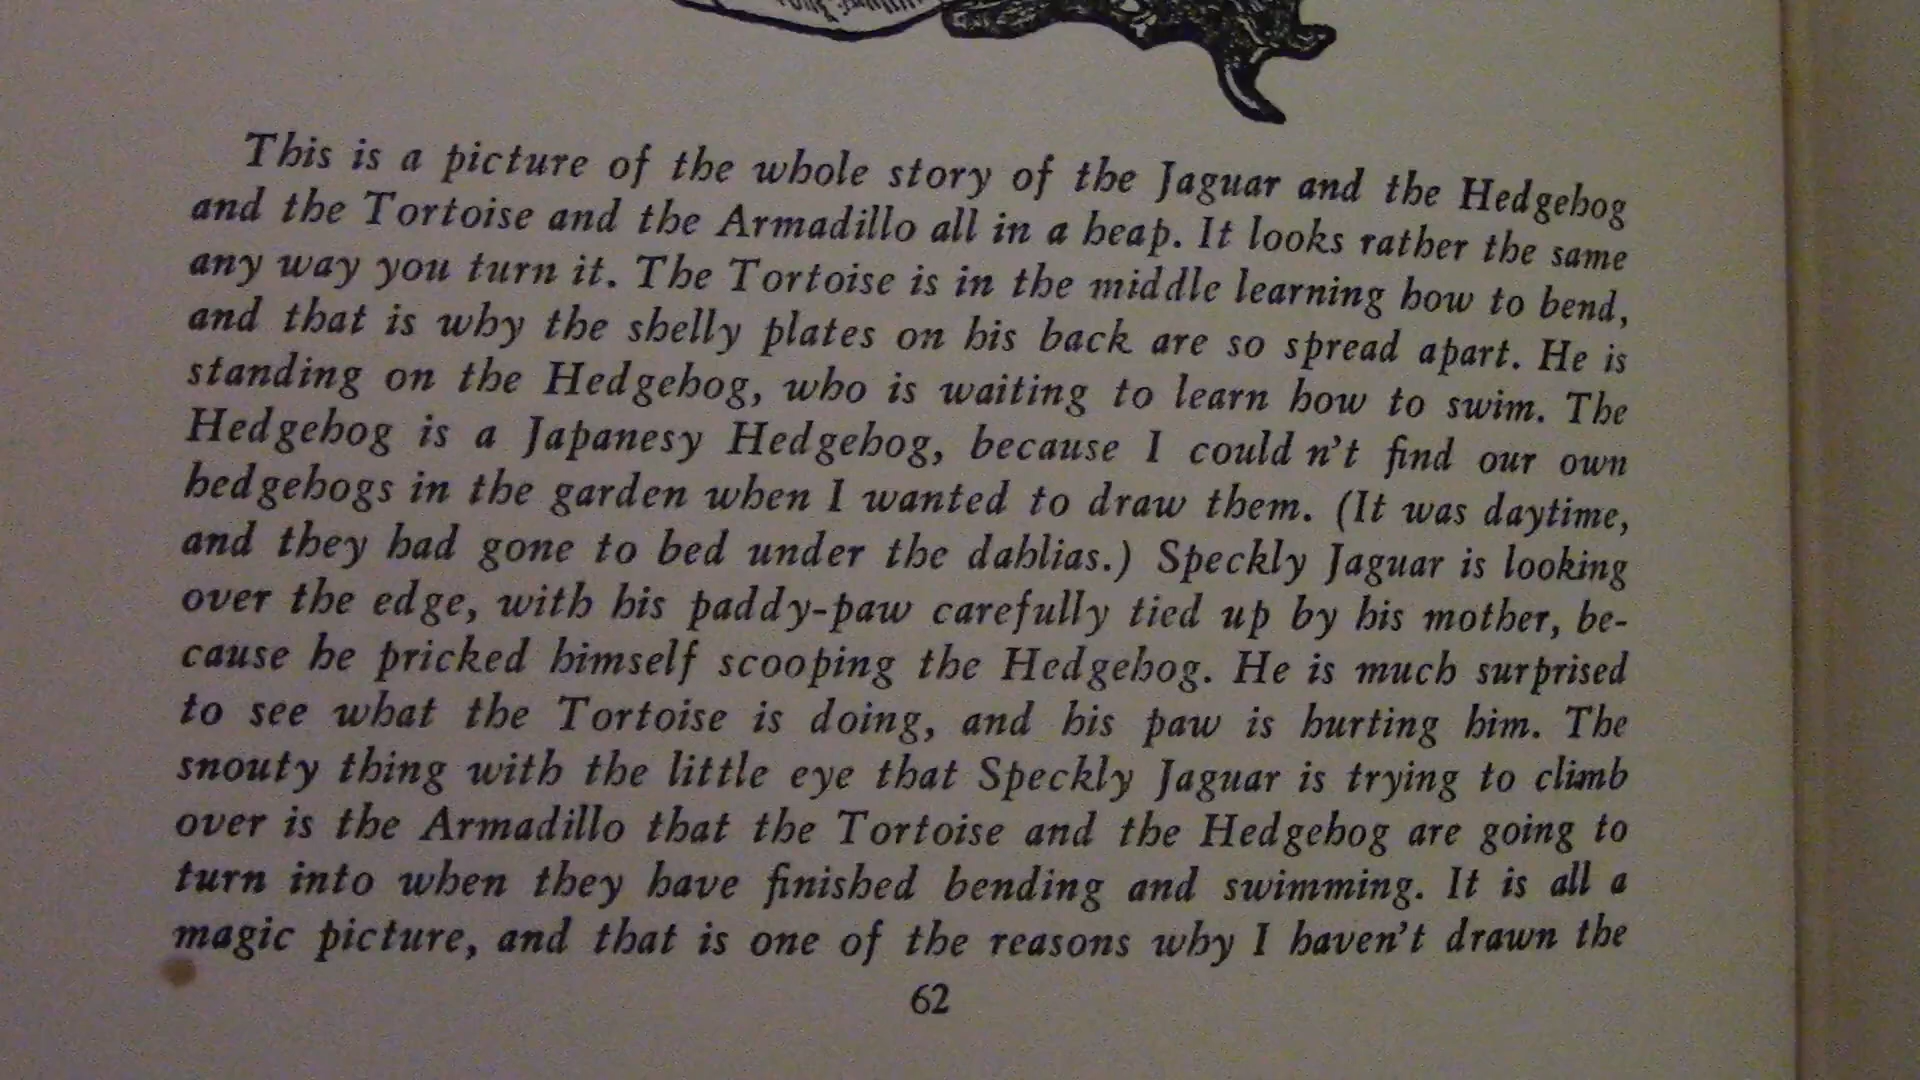 This is a picture of the whole story of the Jaguar and the Hedgehog
and the Tortoise and the Armadillo all in a heap. It looks rather the same
any way you turn it. The Tortoise is in the middle learning how to bend,
and that is why the shelly plates on his back are so spread apart. He is
standing on the Hedgehog, who is waiting to learn how to swim. The
Hedgehog is a Japanesy Hedgehog, because I could n't find our own
hedgehogs in the garden when I wanted to draw them. (It was daytime,
and they had gone to bed under the dahlias.) Speckly Jaguar is looking
over the edge, with his paddy-paw carefully tied up by his mother, be-
cause he pricked himself scooping the Hedgehog. He is much surprised
to see what the Tortoise is doing, and his paw is hurting him. The
snouty thing with the little eye that Speckly Jaguar is trying to climb
over is the Armadillo that the Tortoise and the Hedgehog are going to
turn into when they have finished bending and swimming. It is all a
magic picture, and that is one of the reasons why I haven't drawn the
62